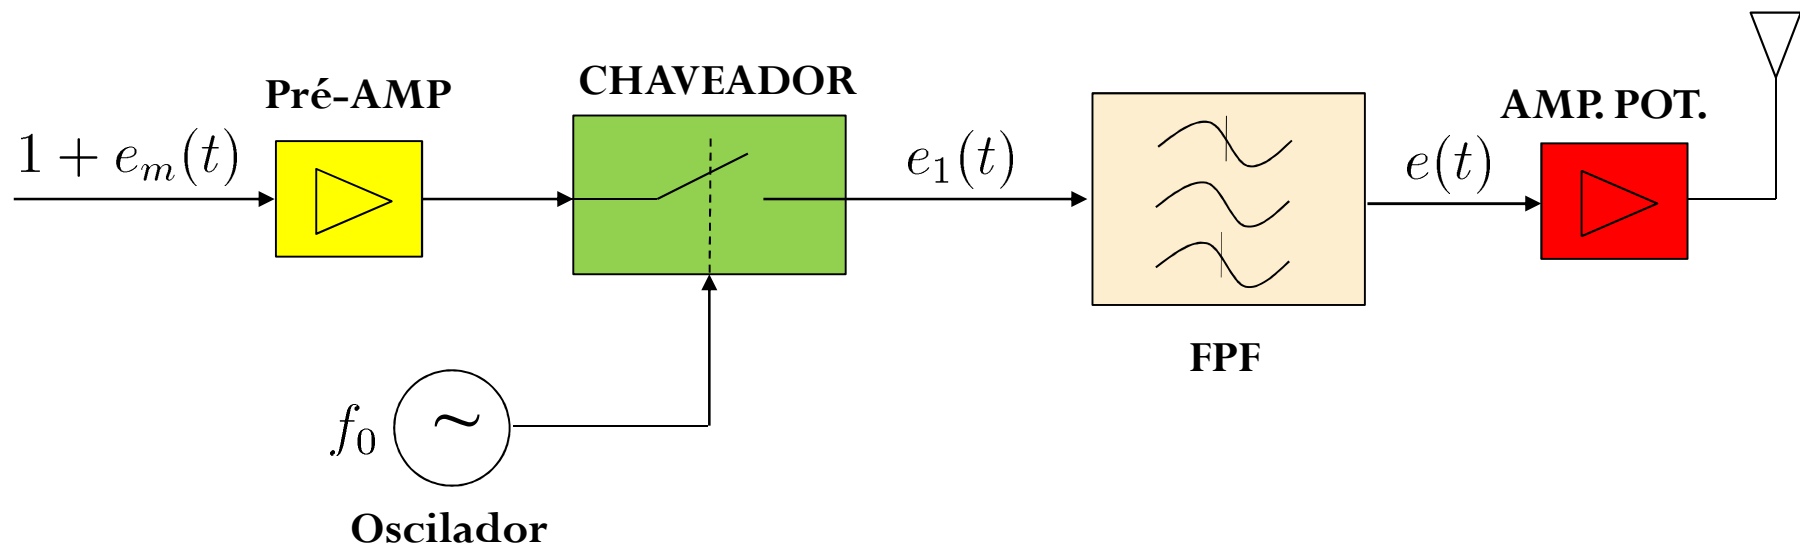 Pré-AMP
CHAVEADOR
AMP. POT.
1 + e_m(t)
e_1(t)
e(t)
FPF
f_0
~
Oscilador